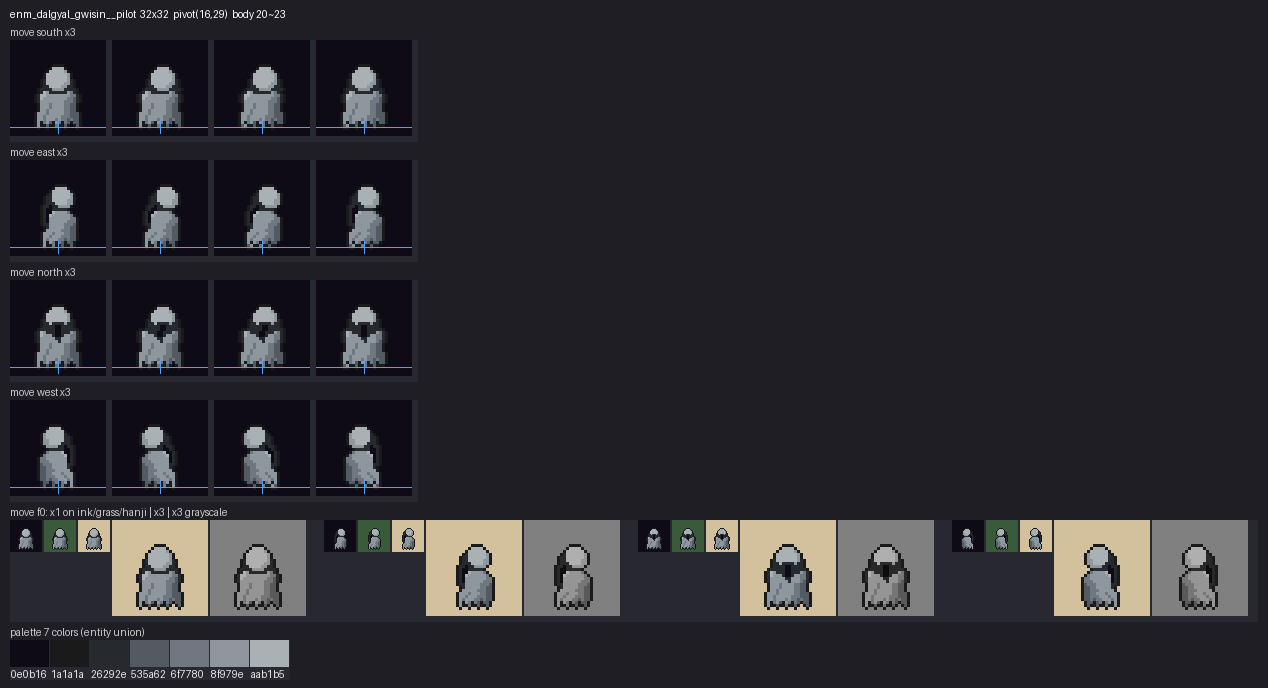 enm_dalgyal_gwisin__pilot 32x32 pivot(16,29) body 20~23
move south x3
move east x3
move north x3
move west x3
move f0: x1 on ink/grass/hanji | x3 | x3 grayscale
palette 7 colors (entity union)
0e0b16 1a1a1a 26292e 535a62 6f7780 8f979e aab1b5